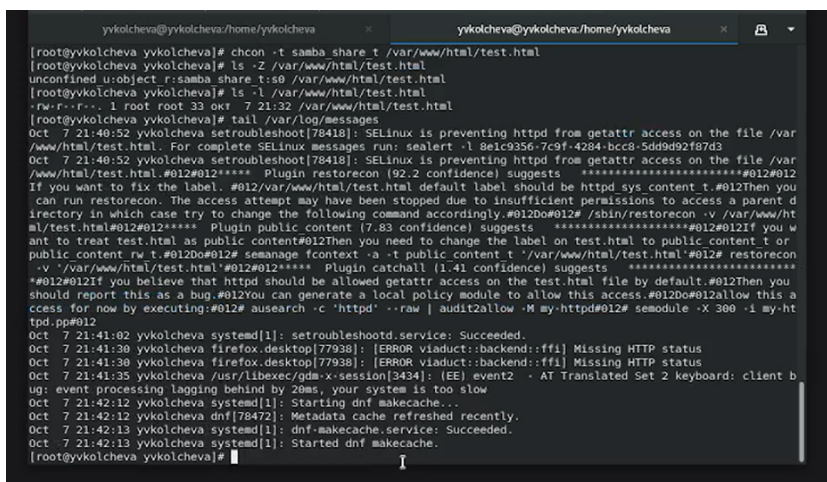 yvkolcheva@yvkolcheva:/home/yvkolcheva
yvkolcheva@yvkolcheva:/home/yvkolcheva
[root@yvkolcheva yvkolcheva]# chcon -t samba_share_t /var/www/html/test.html
[root@yvkolcheva yvkolcheva]# ls -Z /var/www/html/test.html
unconfined_u:object_r:samba_share_t:s0 /var/www/html/test.html
[root@yvkolcheva yvkolcheva]# ls -l /var/www/html/test.html
-rw-r--r--. 1 root root 33 окт  7 21:32 /var/www/html/test.html
[root@yvkolcheva yvkolcheva]# tail /var/log/messages
Oct  7 21:40:52 yvkolcheva setroubleshoot[78418]: SELinux is preventing httpd from getattr access on the file /var
/www/html/test.html. For complete SELinux messages run: sealert -l 8e1c9356-7c9f-4284-bcc8-5dd9d92f87d3
Oct  7 21:40:52 yvkolcheva setroubleshoot[78418]: SELinux is preventing httpd from getattr access on the file /var
/www/html/test.html.#012#012*****  Plugin restorecon (92.2 confidence) suggests   ************************#012#012
If you want to fix the label. #012/var/www/html/test.html default label should be httpd_sys_content_t.#012Then you
 can run restorecon. The access attempt may have been stopped due to insufficient permissions to access a parent d
irectory in which case try to change the following command accordingly.#012Do#012# /sbin/restorecon -v /var/www/ht
ml/test.html#012#012*****  Plugin public_content (7.83 confidence) suggests   ********************#012#012If you w
ant to treat test.html as public content#012Then you need to change the label on test.html to public_content_t or
public_content_rw_t.#012Do#012# semanage fcontext -a -t public_content_t '/var/www/html/test.html'#012# restorecon
 -v '/var/www/html/test.html'#012#012*****  Plugin catchall (1.41 confidence) suggests   *************************
*#012#012If you believe that httpd should be allowed getattr access on the test.html file by default.#012Then you
should report this as a bug.#012You can generate a local policy module to allow this access.#012Do#012allow this a
ccess for now by executing:#012# ausearch -c 'httpd' --raw | audit2allow -M my-httpd#012# semodule -X 300 -i my-ht
tpd.pp#012
Oct  7 21:41:02 yvkolcheva systemd[1]: setroubleshootd.service: Succeeded.
Oct  7 21:41:30 yvkolcheva firefox.desktop[77938]: [ERROR viaduct::backend::ffi] Missing HTTP status
Oct  7 21:41:30 yvkolcheva firefox.desktop[77938]: [ERROR viaduct::backend::ffi] Missing HTTP status
Oct  7 21:41:35 yvkolcheva /usr/libexec/gdm-x-session[3434]: (EE) event2  - AT Translated Set 2 keyboard: client b
ug: event processing lagging behind by 20ms, your system is too slow
Oct  7 21:42:12 yvkolcheva systemd[1]: Starting dnf makecache...
Oct  7 21:42:12 yvkolcheva dnf[78472]: Metadata cache refreshed recently.
Oct  7 21:42:13 yvkolcheva systemd[1]: dnf-makecache.service: Succeeded.
Oct  7 21:42:13 yvkolcheva systemd[1]: Started dnf makecache.
[root@yvkolcheva yvkolcheva]#